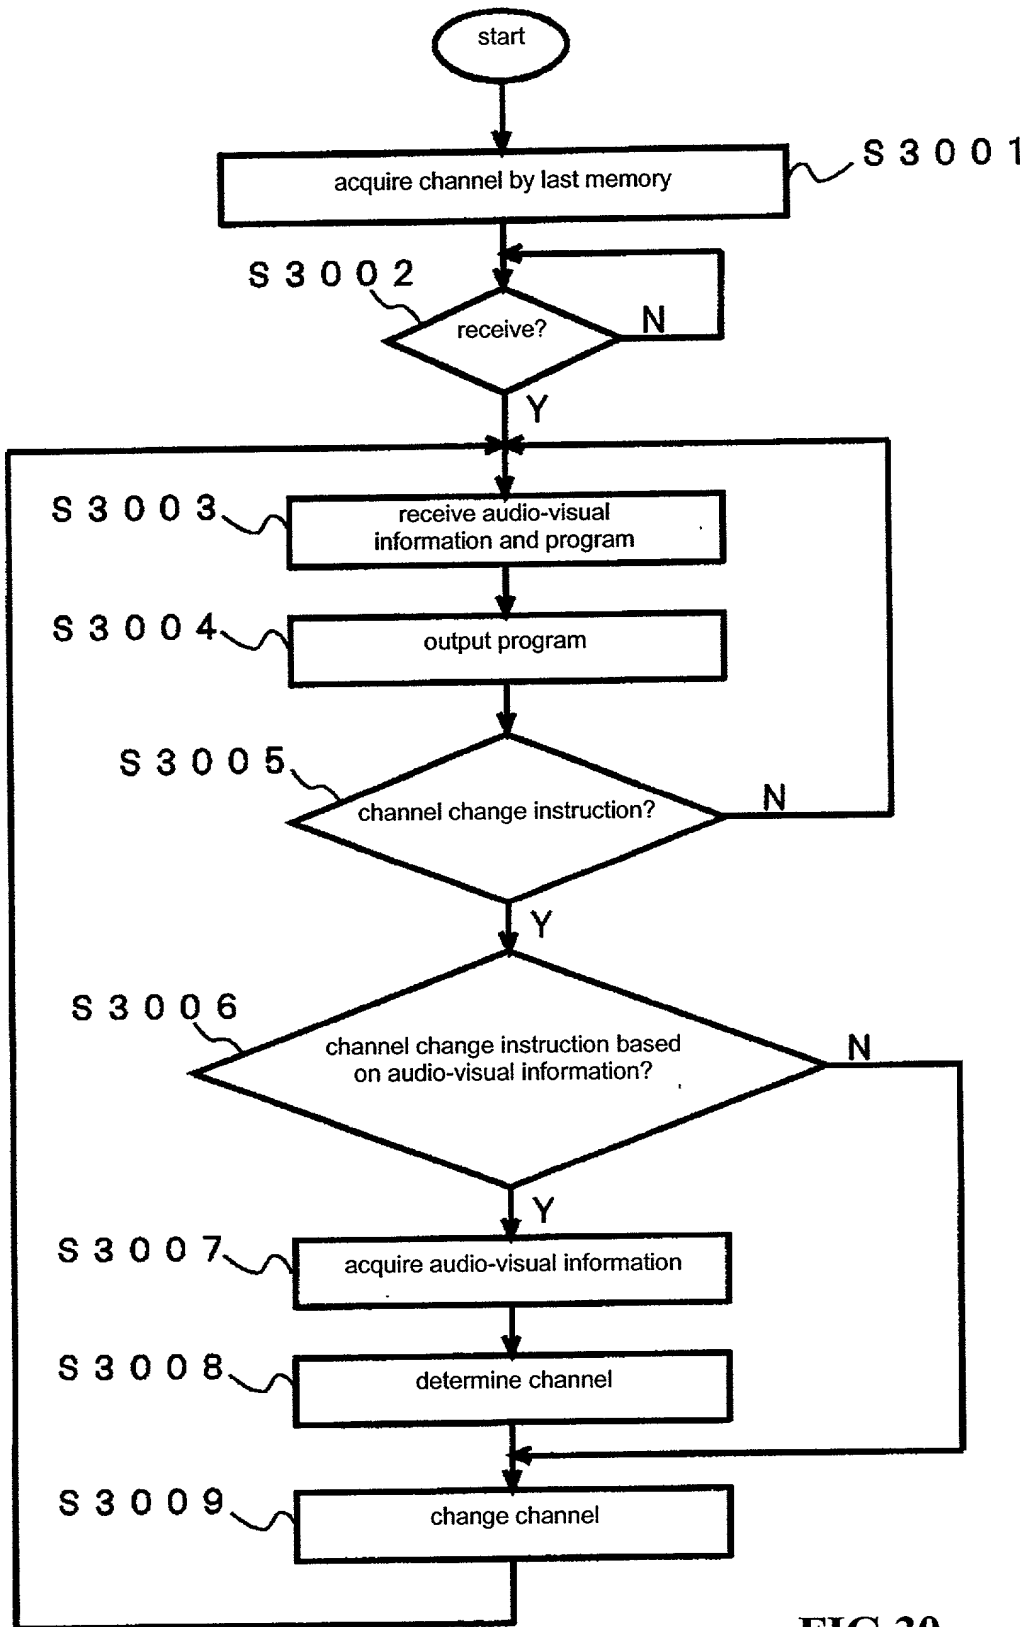 start
S3001
acquire channel by last memory
S3002
receive?
N
Y
S3003
receive audio-visual
information and program
S3004
output program
S3005
channel change instruction?
N
Y
S3006
channel change instruction based
on audio-visual information?
N
Y
S3007
acquire audio-visual information
S3008
determine channel
S3009
change channel
FIG.30